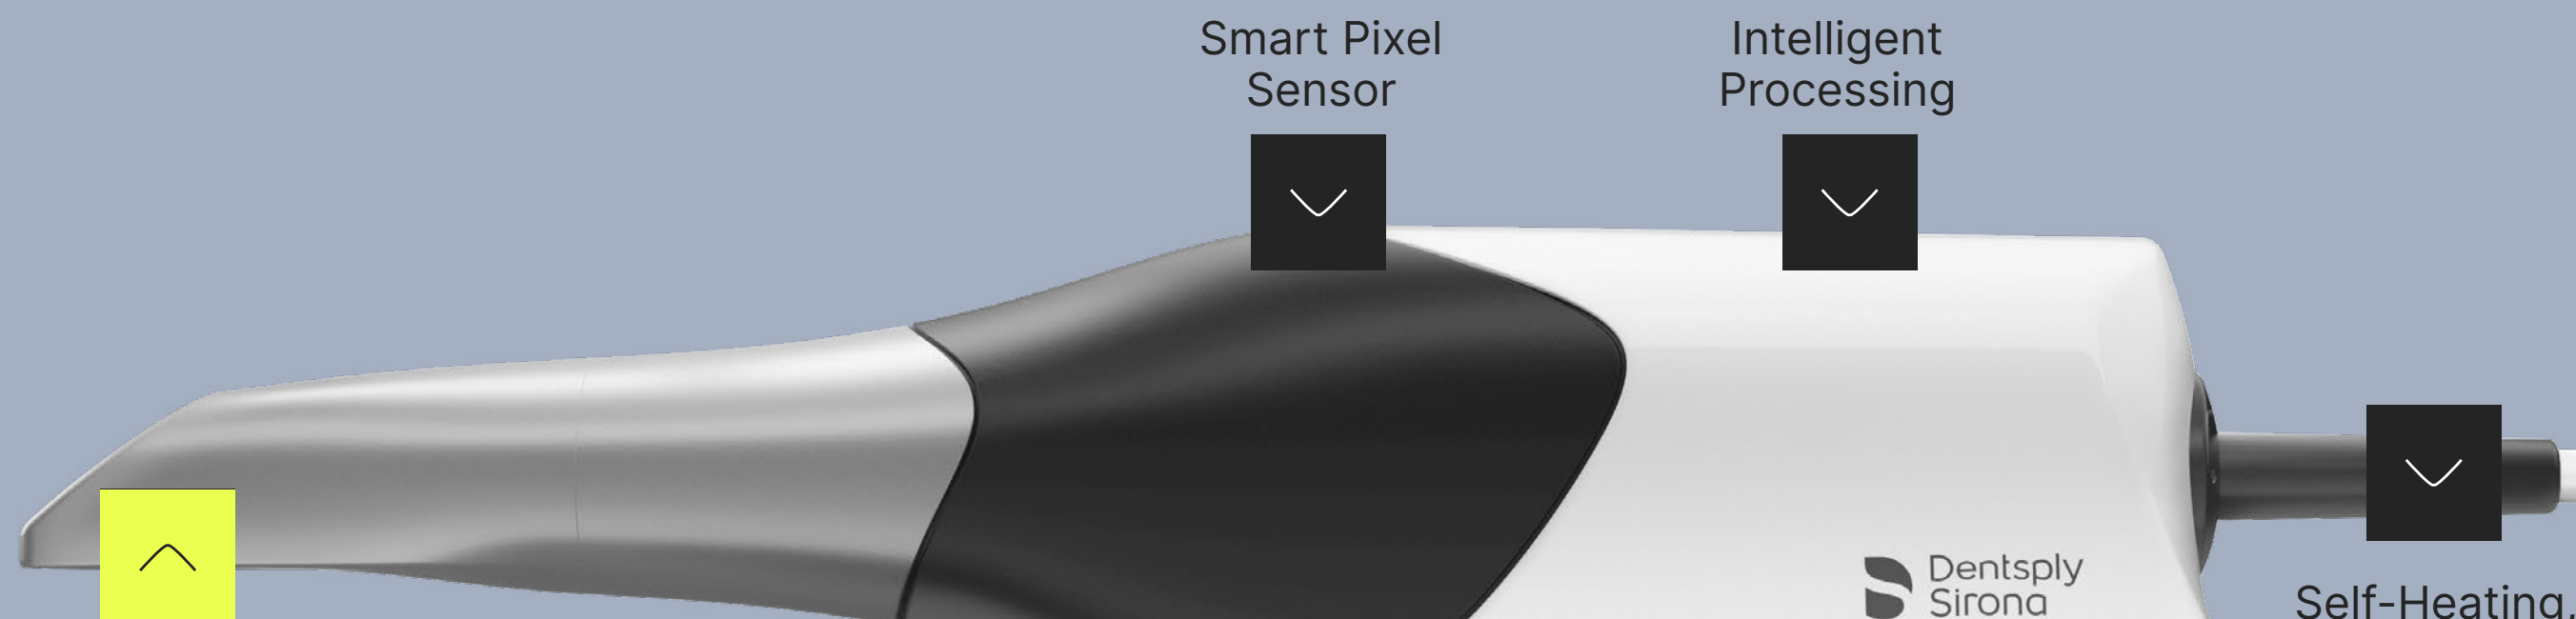 Smart Pixel
Sensor
Intelligent
Processing
Dentsply
Sirona
Self-Heating,